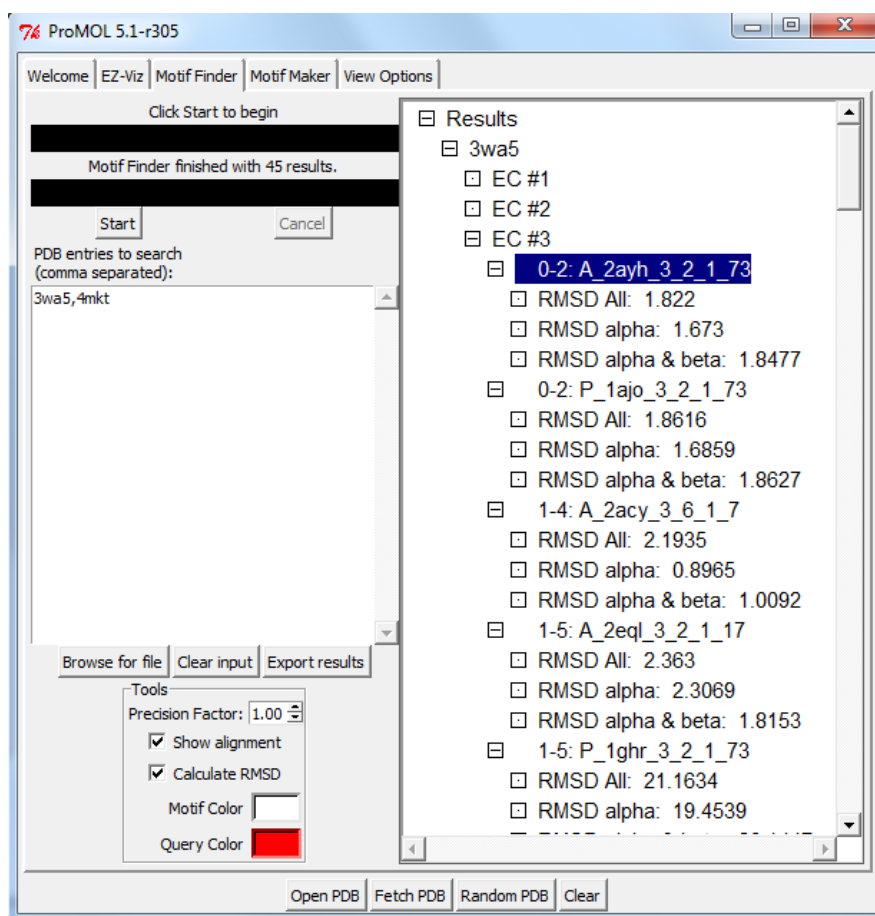 ProMOL 5.1-r305
Welcome EZ-Viz Motif Finder Motif Maker View Options
Click Start to begin
Motif Finder finished with 45 results.
Start Cancel
PDB entries to search
(comma separated):
3wa5,4mkt
Browse for file Clear input Export results
Tools
Precision Factor: 1.00
Show alignment
Calculate RMSD
Motif Color
Query Color
Results
3wa5
EC #1
EC #2
EC #3
0-2: A_2ayh_3_2_1_73
RMSD All: 1.822
RMSD alpha: 1.673
RMSD alpha & beta: 1.8477
0-2: P_1ajo_3_2_1_73
RMSD All: 1.8616
RMSD alpha: 1.6859
RMSD alpha & beta: 1.8627
1-4: A_2acy_3_6_1_7
RMSD All: 2.1935
RMSD alpha: 0.8965
RMSD alpha & beta: 1.0092
1-5: A_2eql_3_2_1_17
RMSD All: 2.363
RMSD alpha: 2.3069
RMSD alpha & beta: 1.8153
1-5: P_1ghr_3_2_1_73
RMSD All: 21.1634
RMSD alpha: 19.4539
Open PDB Fetch PDB Random PDB Clear